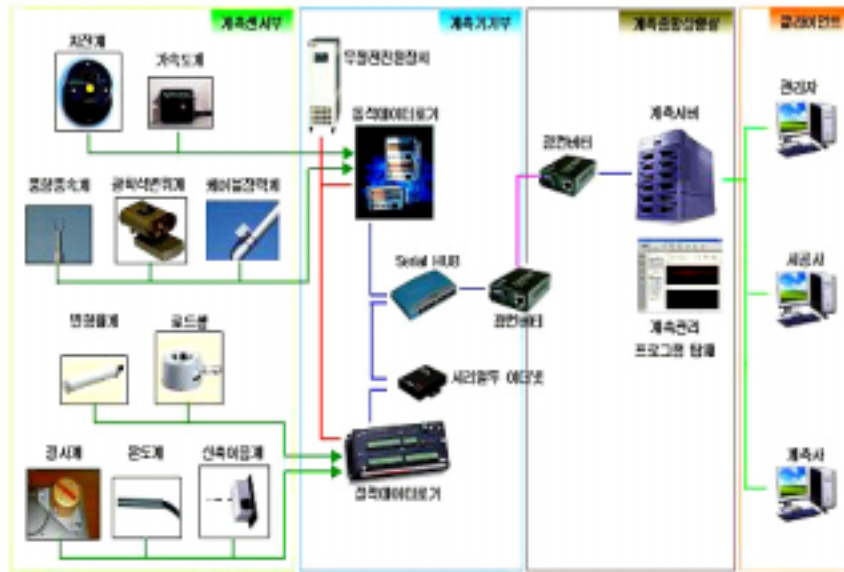 계측센서부
계측기기부
계측종합상황실
클라이언트
지진계
가속도계
무정전전원장치
동적데이터로거
풍향풍속계
광학식변위계
케이블장력계
광컨버터
계측서버
관리자
Serial HUB
광컨버터
계측관리
프로그램 탑재
시공사
변형률계
로드셀
시리얼투 이더넷
경사계
온도계
신축이음계
정적데이터로거
계측사